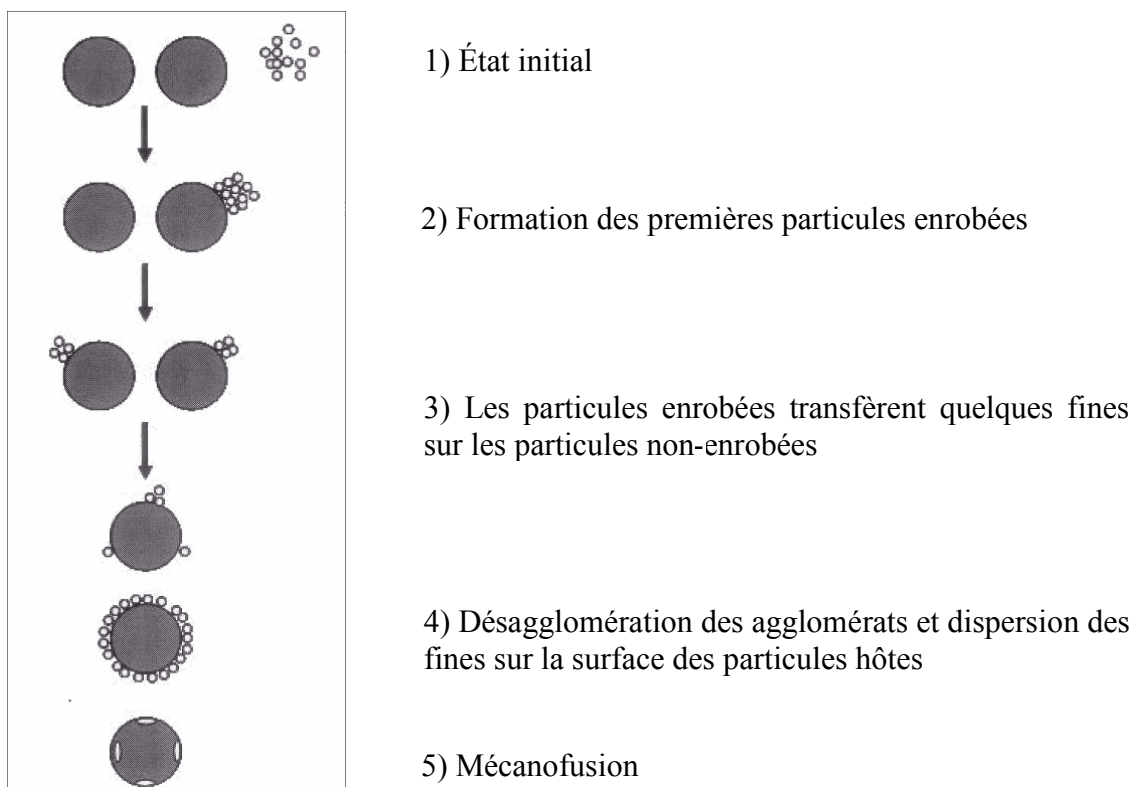 1) État initial
2) Formation des premières particules enrobées
3) Les particules enrobées transfèrent quelques fines
sur les particules non-enrobées
4) Désagglomération des agglomérats et dispersion des
fines sur la surface des particules hôtes
5) Mécanofusion